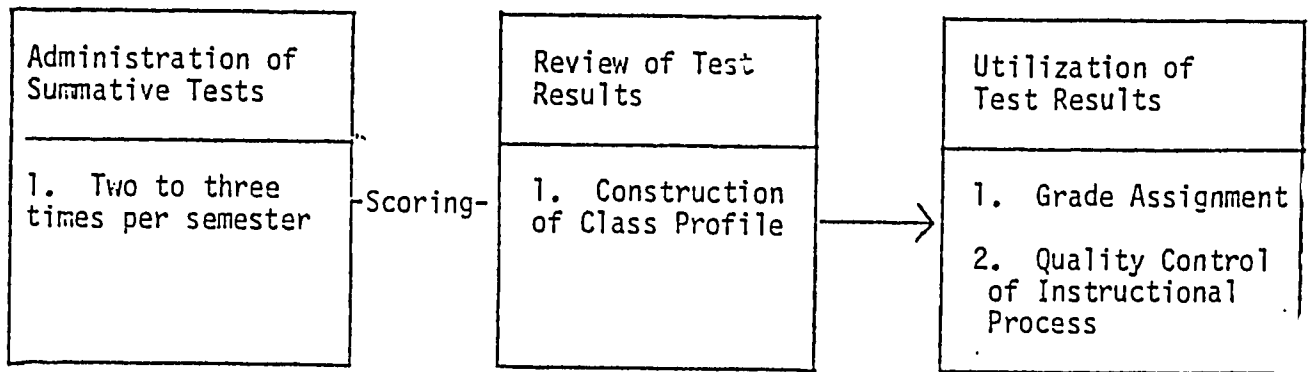 Administration of
Summative Tests
1. Two to three
times per semester
-Scoring-
Review of Test
Results
1. Construction
of Class Profile
Utilization of
Test Results
1. Grade Assignment
2. Quality Control
of Instructional
Process